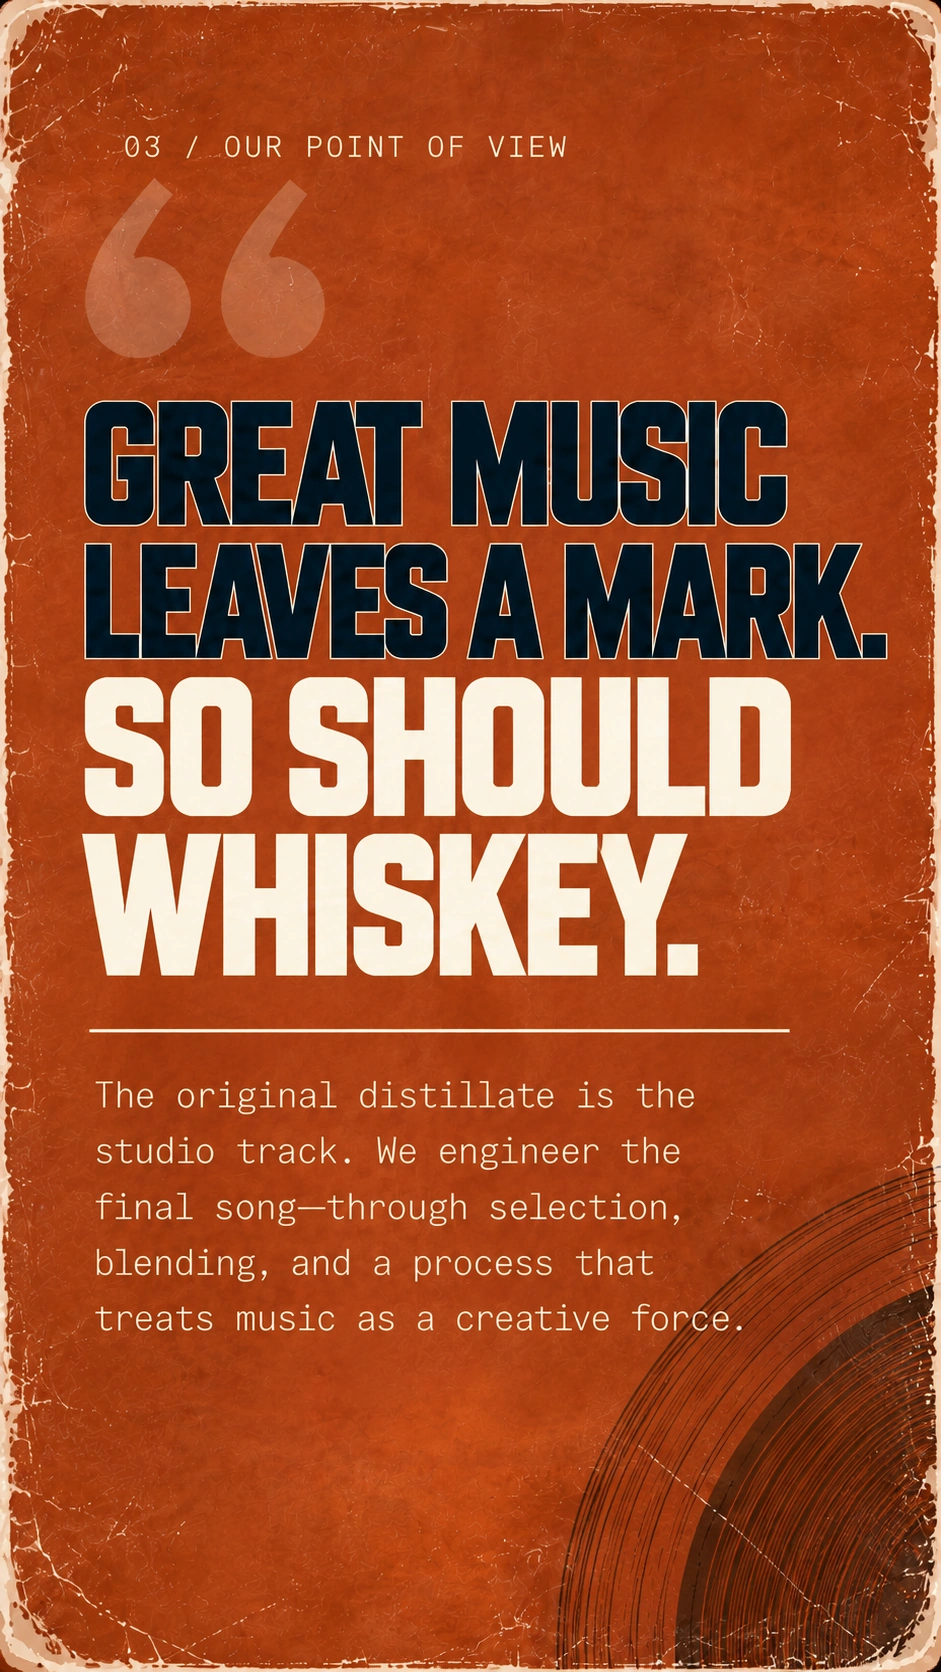 03 / OUR POINT OF VIEW
“
GREAT MUSIC
LEAVES A MARK.
SO SHOULD
WHISKEY.
The original distillate is the
studio track. We engineer the
final song—through selection,
blending, and a process that
treats music as a creative force.